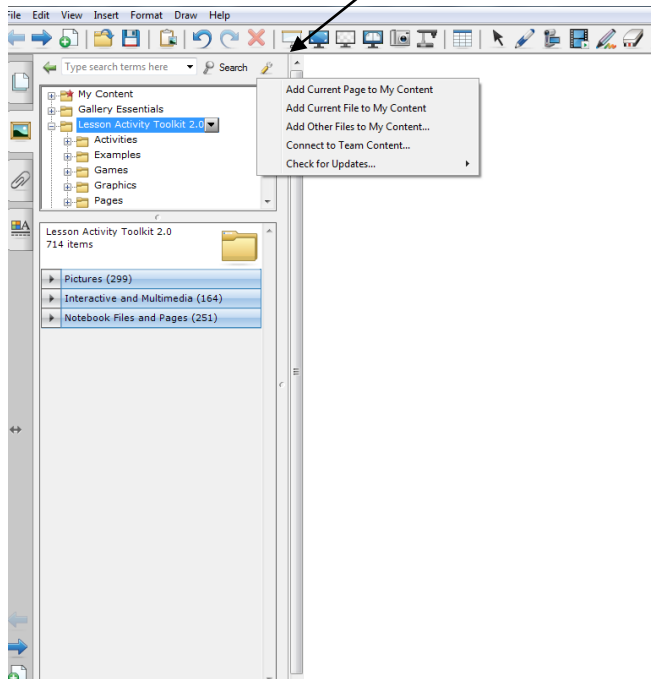 File Edit View Insert Format Draw Help
Type search terms here Search
My Content
Gallery Essentials
Lesson Activity Toolkit 2.0
Activities
Examples
Games
Graphics
Pages
Add Current Page to My Content
Add Current File to My Content
Add Other Files to My Content...
Connect to Team Content...
Check for Updates...
Lesson Activity Toolkit 2.0
714 items
Pictures (299)
Interactive and Multimedia (164)
Notebook Files and Pages (251)